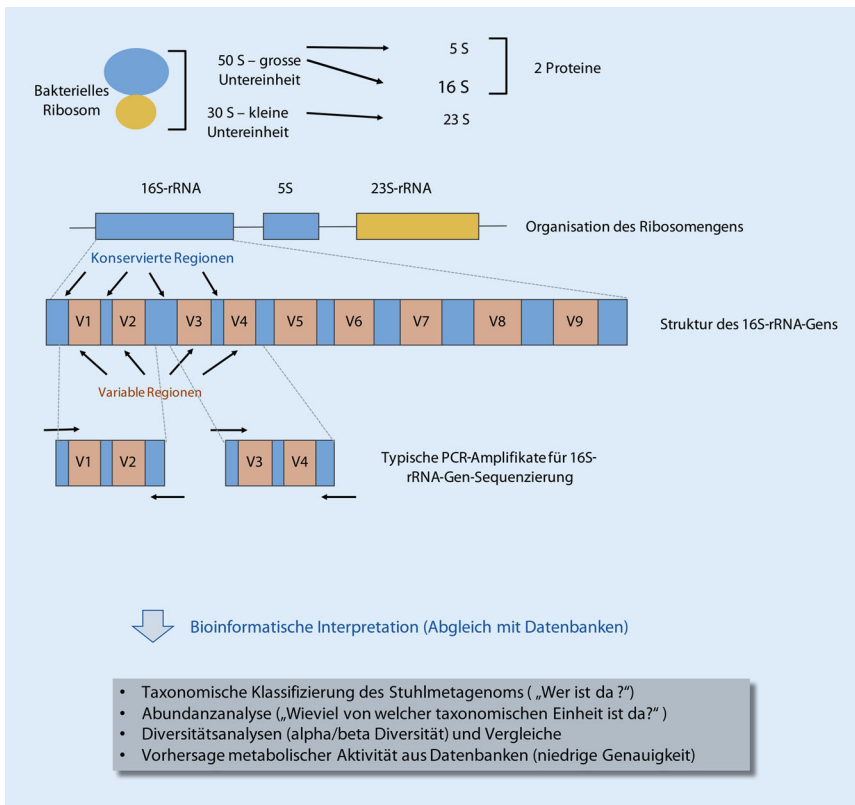 Bakterielles
Ribosom
50 S – grosse
Untereinheit
30 S – kleine
Untereinheit
5 S
16 S
23 S
2 Proteine
16S-rRNA
5S
23S-rRNA
Organisation des Ribosomengens
Konservierte Regionen
V1 V2 V3 V4 V5 V6 V7 V8 V9
Struktur des 16S-rRNA-Gens
Variable Regionen
V1 V2
V3 V4
Typische PCR-Amplifikate für 16S-
rRNA-Gen-Sequenzierung
Bioinformatische Interpretation (Abgleich mit Datenbanken)
• Taxonomische Klassifizierung des Stuhlmetagenoms ( „Wer ist da ?“)
• Abundanzanalyse („Wieviel von welcher taxonomischen Einheit ist da?“ )
• Diversitätsanalysen (alpha/beta Diversität) und Vergleiche
• Vorhersage metabolischer Aktivität aus Datenbanken (niedrige Genauigkeit)